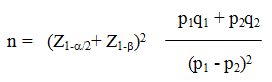 n = (Z₁₋α/₂ + Z₁₋β)² p₁q₁ + p₂q₂
(p₁ - p₂)²